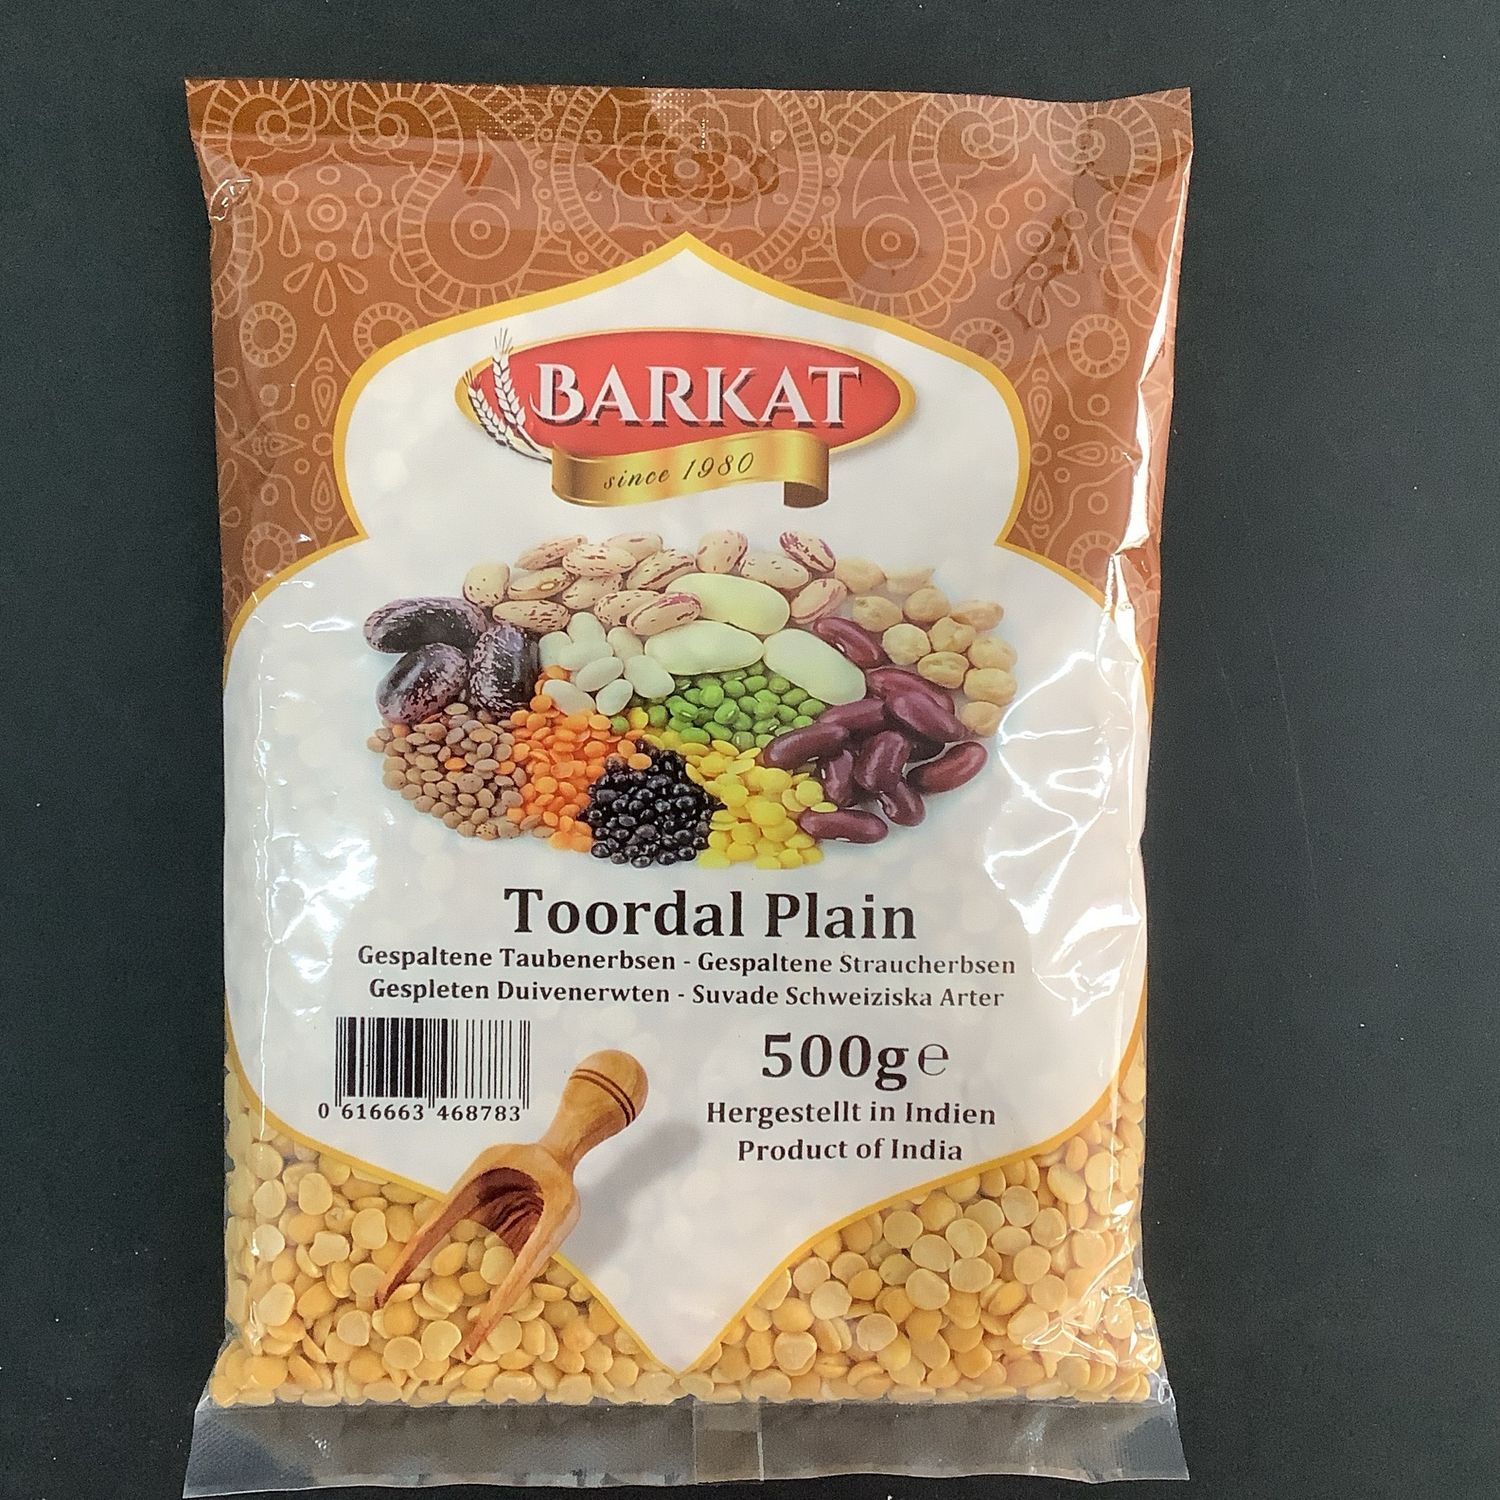 BARKAT
since 1980
Toordal Plain
Gespaltene Taubenerbsen - Gespaltene Straucherbsen
Gespleten Duivenerwten - Suvade Schweiziska Arter
500g℮
Hergestellt in Indien
Product of India
0 616663 468783